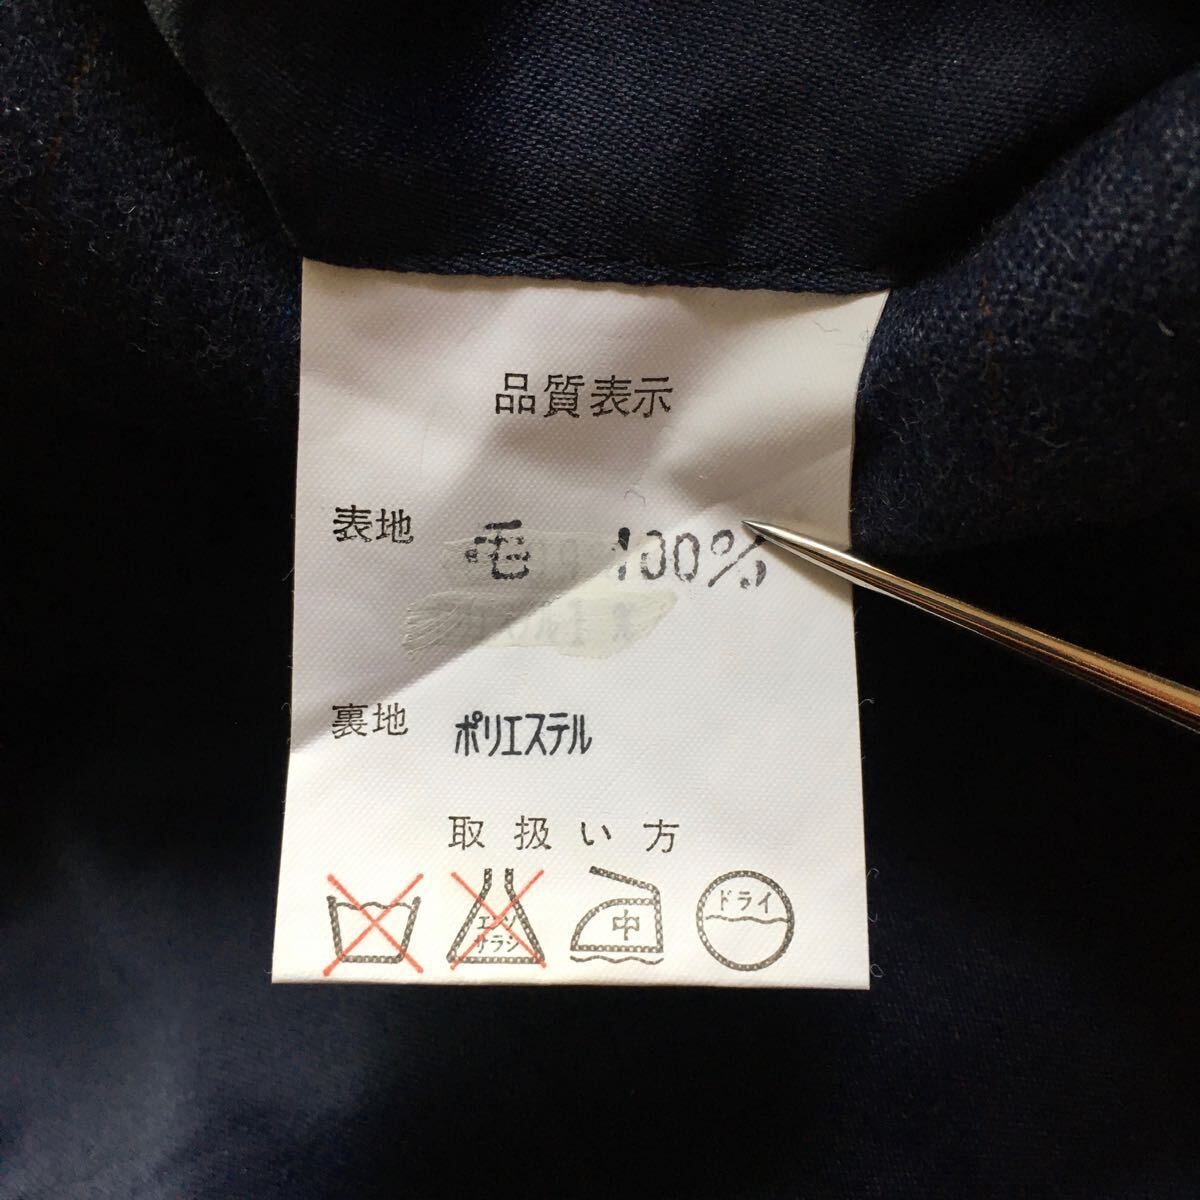 品質表示
表地 毛 100%
裏地 ポリエステル
取扱い方
エンソ
サラシ
中
ドライ